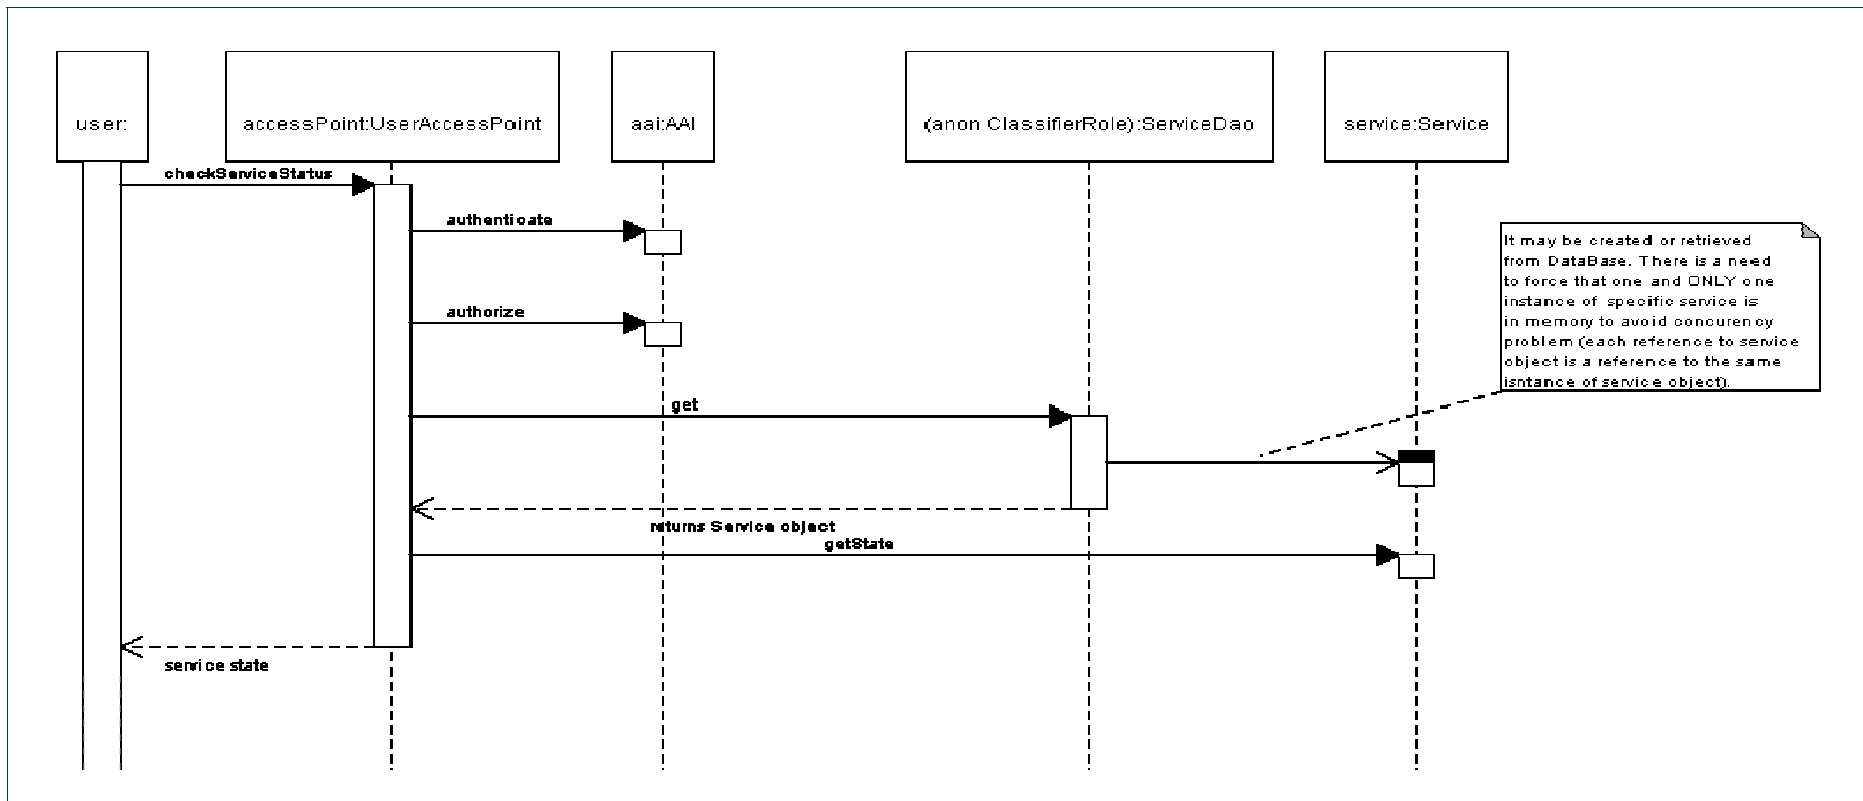 user:
accessPoint:UserAccessPoint
aai:AAI
(anon ClassifierRole):ServiceDao
service:Service
checkServiceStatus
authenticate
authorize
It may be created or retrieved
from DataBase. There is a need
to force that one and ONLY one
instance of specific service is
in memory to avoid concurency
problem (each reference to service
object is a reference to the same
isntance of service object).
get
returns Service object
getState
service state